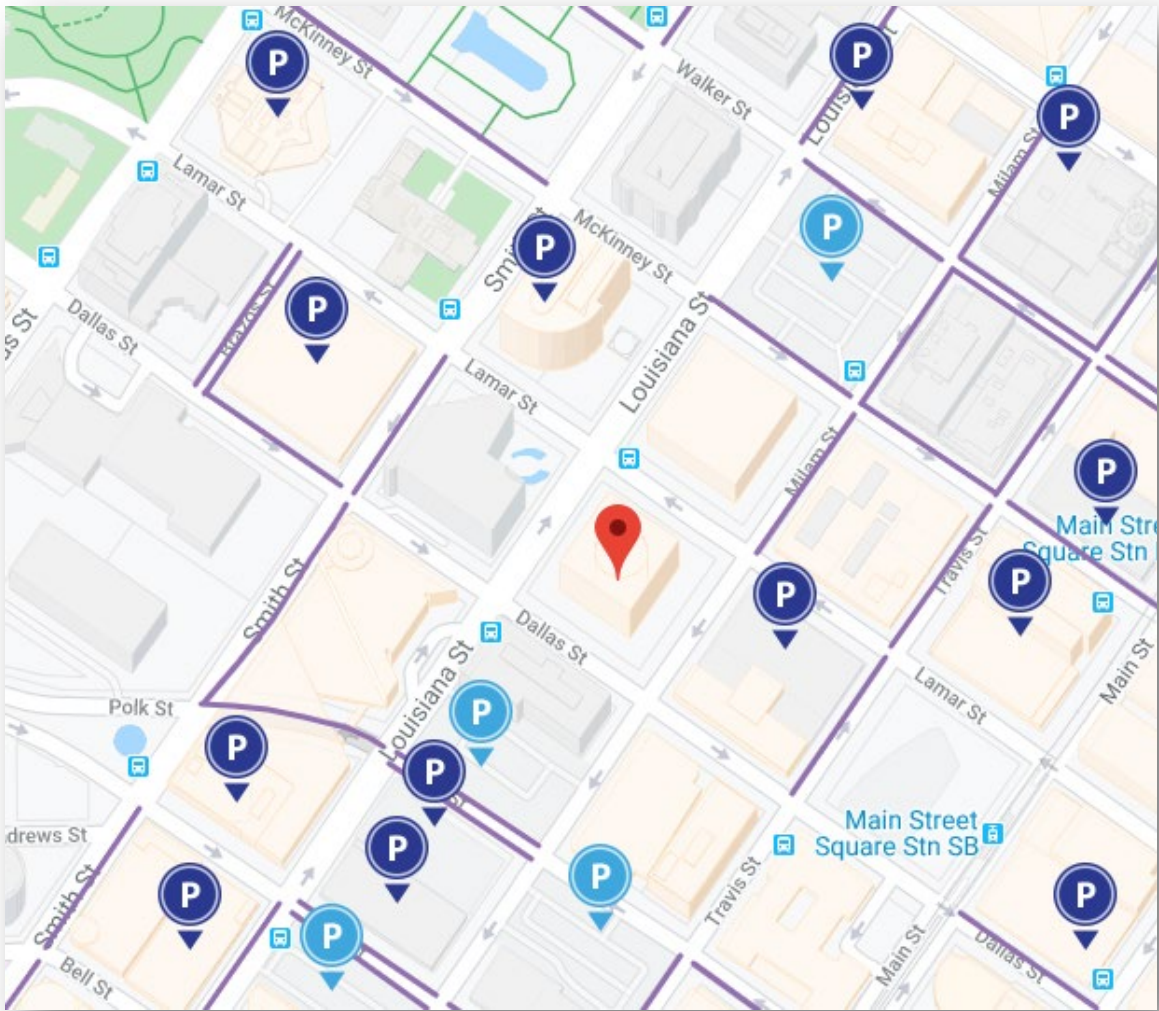 McKinney St
P
P
Louisiana St
Walker St
P
Milam St
Lamar St
P
Smith St
P
McKinney St
P
Dallas St
Brazos St
Louisiana St
Lamar St
Milam St
P
Main Stre
Square Stn
Travis St
P
P
Smith St
Dallas St
Main St
Lamar St
Polk St
Louisiana St
P
P
P
Main Street
Square Stn SB
drews St
P
P
P
P
Travis St
Smith St
P
Main St
Dallas St
Bell St